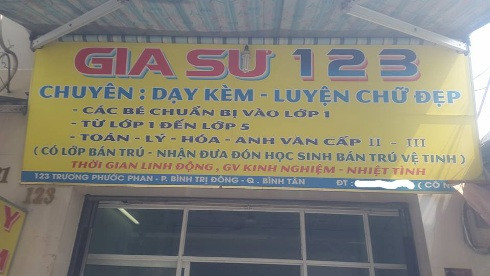 GIA SƯ 123
CHUYÊN : DẠY KÈM - LUYỆN CHỮ ĐẸP
- CÁC BÉ CHUẨN BỊ VÀO LỚP 1
- TỪ LỚP 1 ĐẾN LỚP 5
- TOÁN - LÝ - HÓA - ANH VĂN CẤP II - III
( CÓ LỚP BÁN TRÚ - NHẬN ĐƯA ĐÓN HỌC SINH BÁN TRÚ VỆ TINH )
THỜI GIAN LINH ĐỘNG , GV KINH NGHIỆM - NHIỆT TÌNH
123 TRƯƠNG PHƯỚC PHAN - P. BÌNH TRỊ ĐÔNG - Q . BÌNH TÂN ĐT :
123